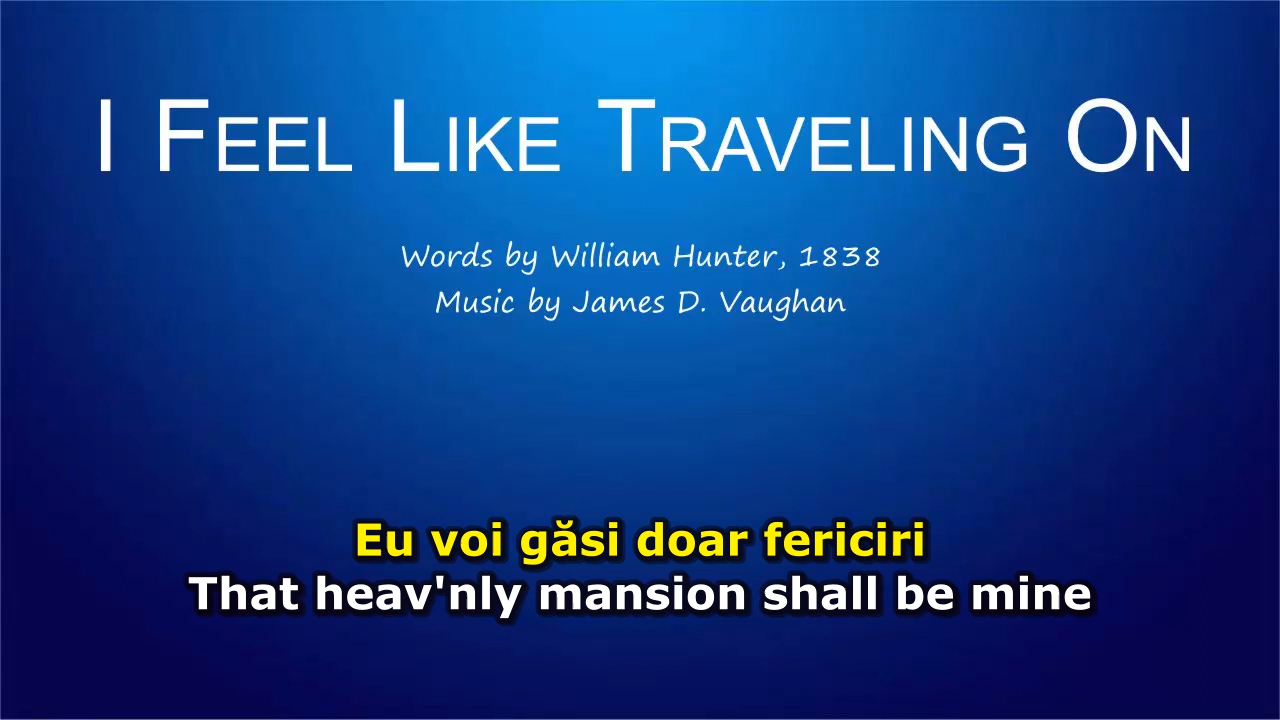 I Feel Like Traveling On
Words by William Hunter, 1838
Music by James D. Vaughan
Eu voi găsi doar fericiri
That heav'nly mansion shall be mine